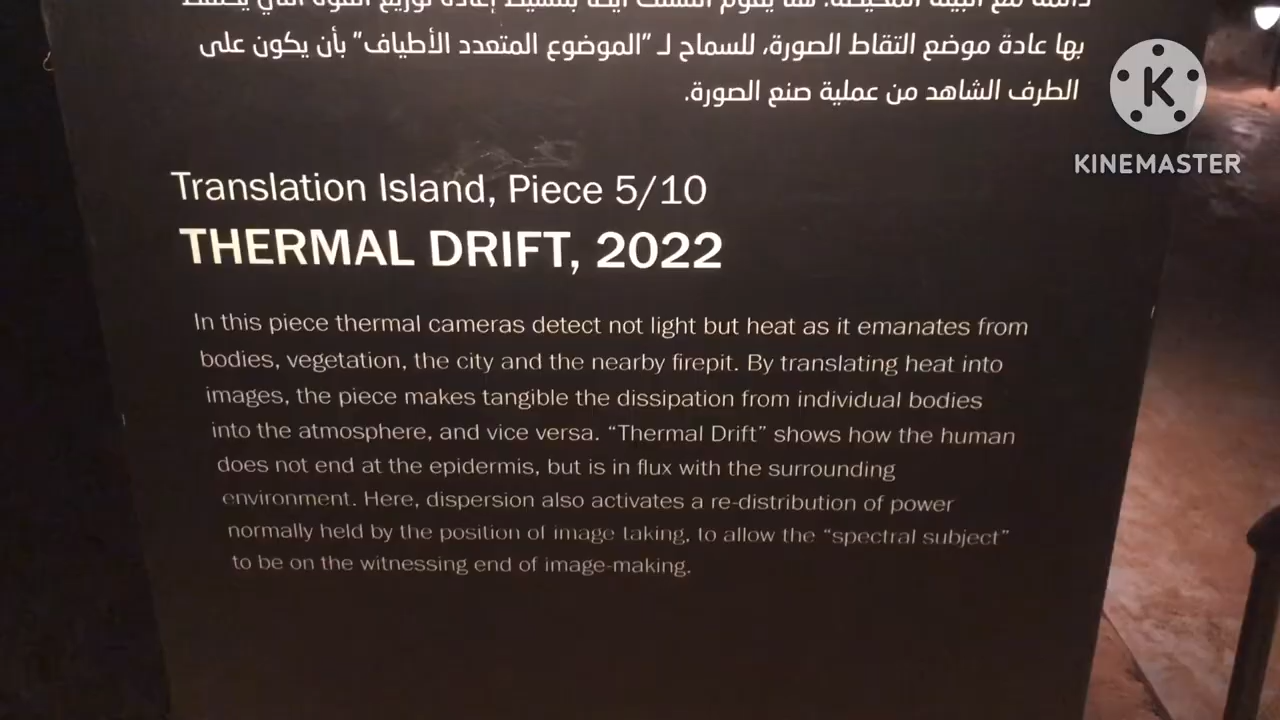 بها عادة موضع التقاط الصورة، للسماح لـ "الموضوع المتعدد الأطياف" بأن يكون على
الطرف الشاهد من عملية صنع الصورة.
K
KINEMASTER
Translation Island, Piece 5/10
THERMAL DRIFT, 2022
In this piece thermal cameras detect not light but heat as it emanates from
bodies, vegetation, the city and the nearby firepit. By translating heat into
images, the piece makes tangible the dissipation from individual bodies
into the atmosphere, and vice versa. “Thermal Drift” shows how the human
does not end at the epidermis, but is in flux with the surrounding
environment. Here, dispersion also activates a re-distribution of power
normally held by the position of image taking, to allow the “spectral subject”
to be on the witnessing end of image-making.